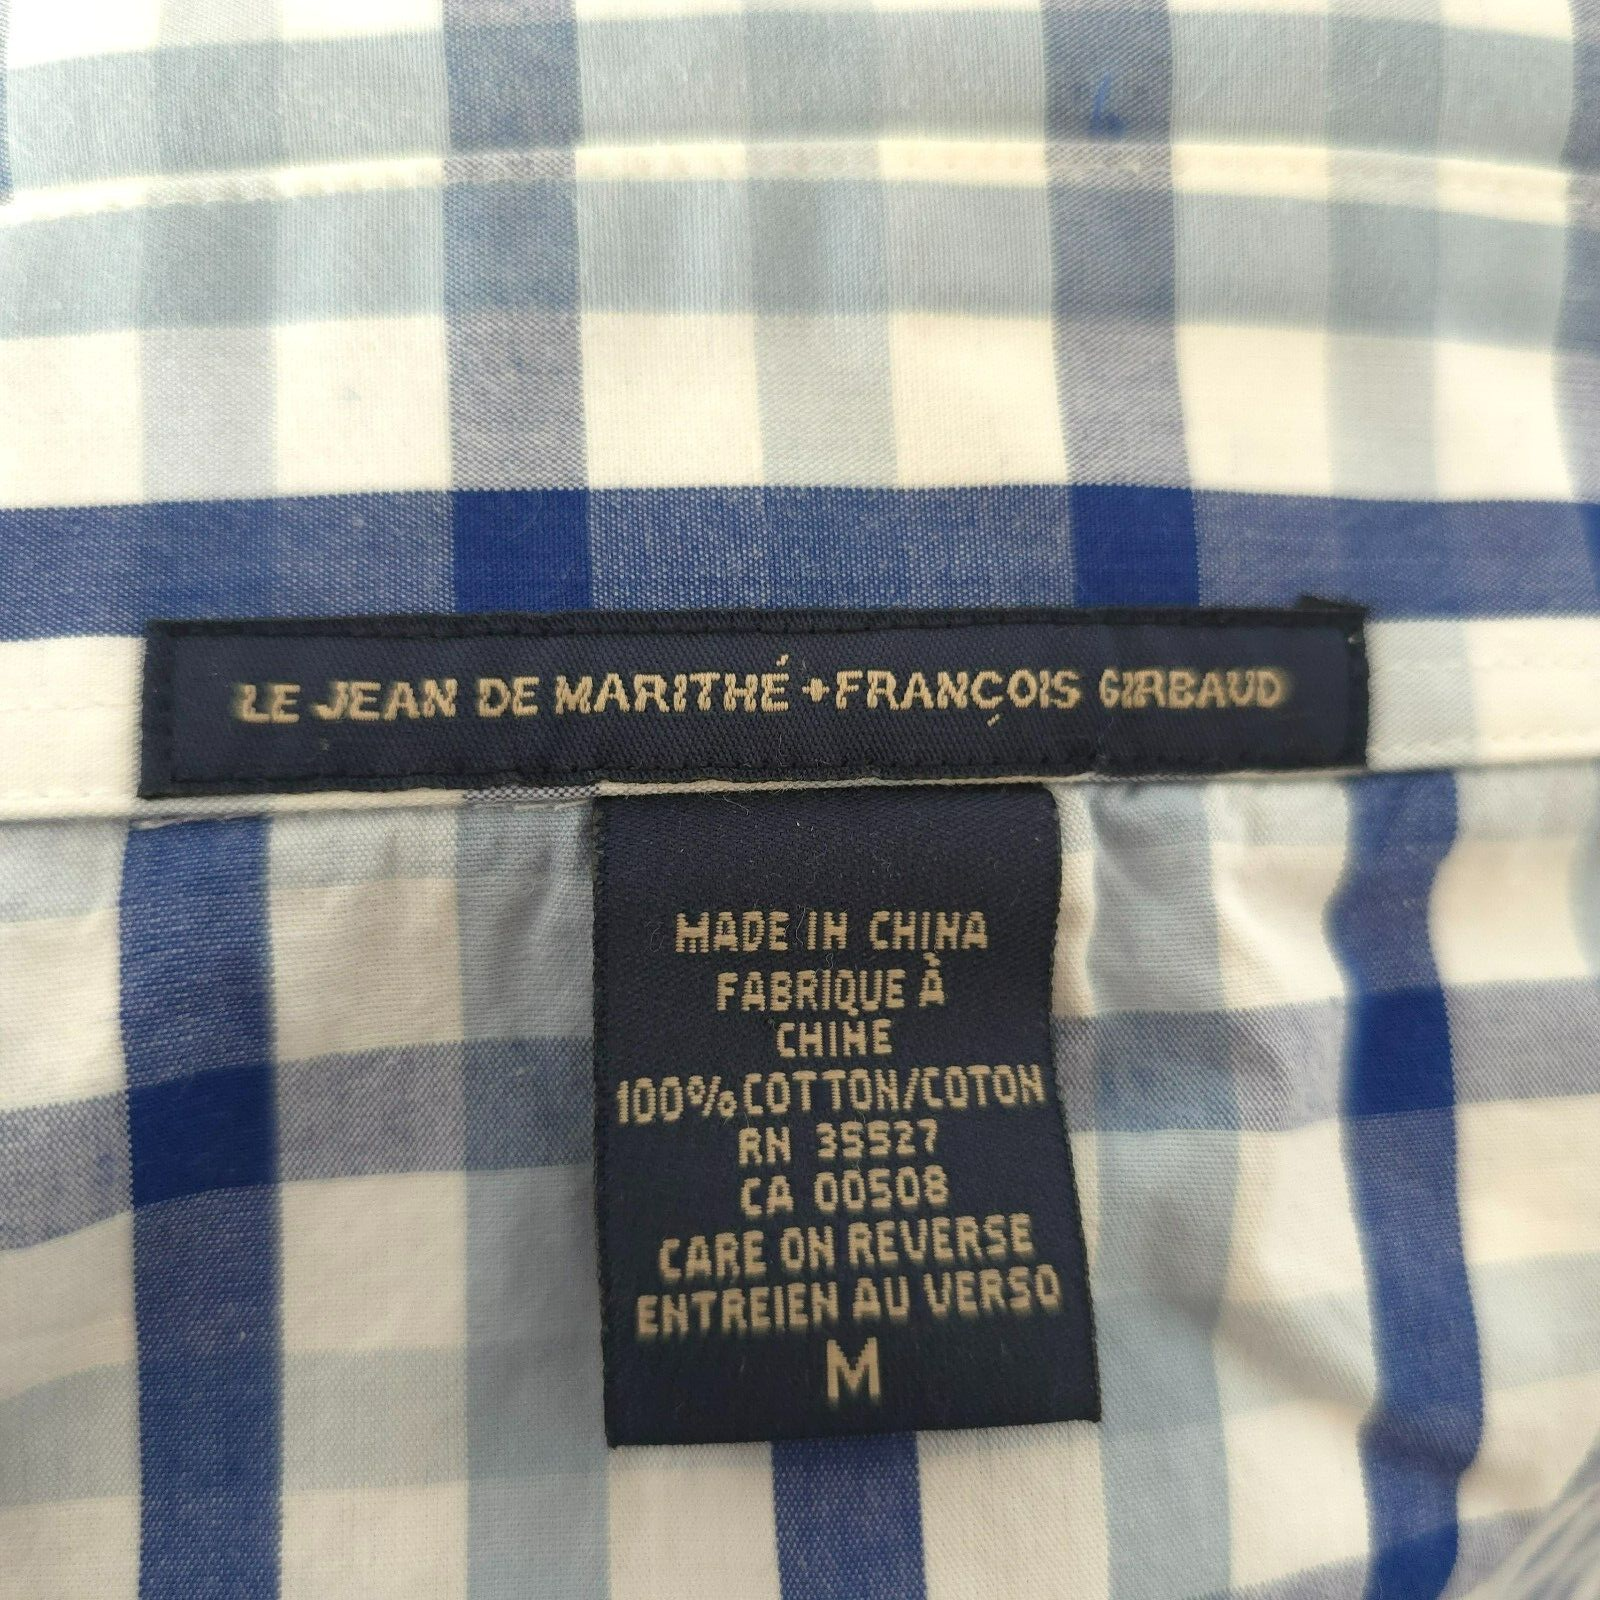 LE JEAN DE MARITHÉ + FRANÇOIS GIRBAUD
MADE IN CHINA
FABRIQUE À
CHINE
100% COTTON/COTON
RN 35527
CA 00508
CARE ON REVERSE
ENTREIEN AU VERSO
M